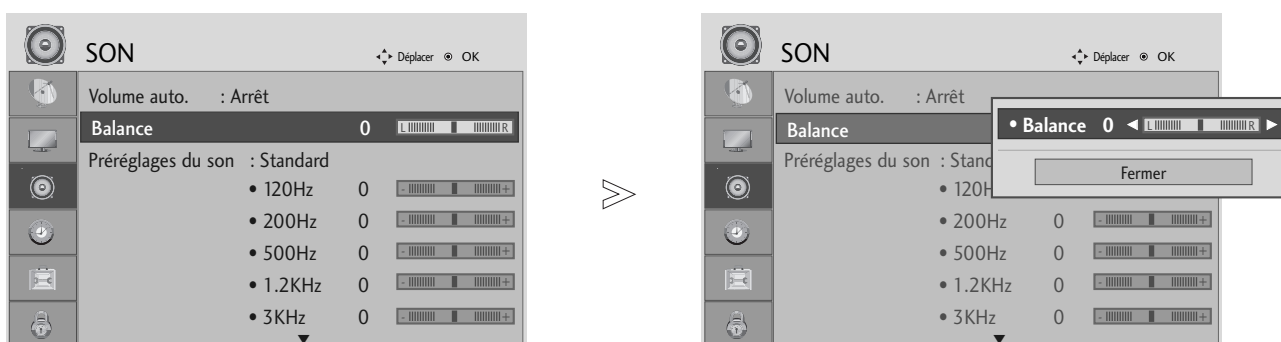 SON
Déplacer OK
Volume auto. : Arrêt
Balance 0 L R
Préréglages du son : Standard
• 120Hz 0 - +
• 200Hz 0 - +
• 500Hz 0 - +
• 1.2KHz 0 - +
• 3KHz 0 - +
SON
Déplacer OK
Volume auto. : Arrêt
Balance
• Balance 0 L R
Fermer
Préréglages du son : Stand
• 120H
• 200Hz 0 - +
• 500Hz 0 - +
• 1.2KHz 0 - +
• 3KHz 0 - +